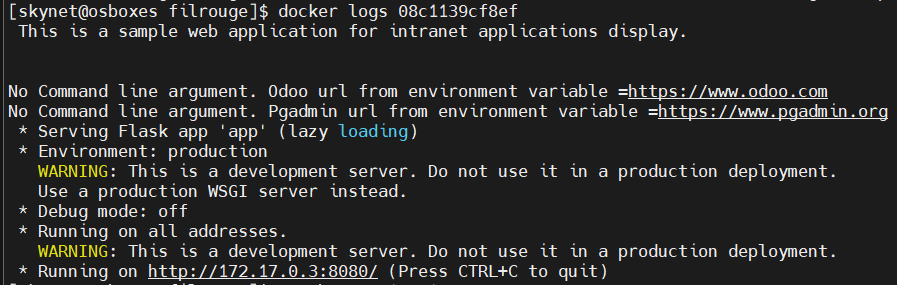 [skynet@osboxes filrouge]$ docker logs 08c1139cf8ef
This is a sample web application for intranet applications display.
No Command line argument. Odoo url from environment variable =https://www.odoo.com
No Command line argument. Pgadmin url from environment variable =https://www.pgadmin.org
* Serving Flask app 'app' (lazy loading)
* Environment: production
WARNING: This is a development server. Do not use it in a production deployment.
Use a production WSGI server instead.
* Debug mode: off
* Running on all addresses.
WARNING: This is a development server. Do not use it in a production deployment.
* Running on http://172.17.0.3:8080/ (Press CTRL+C to quit)